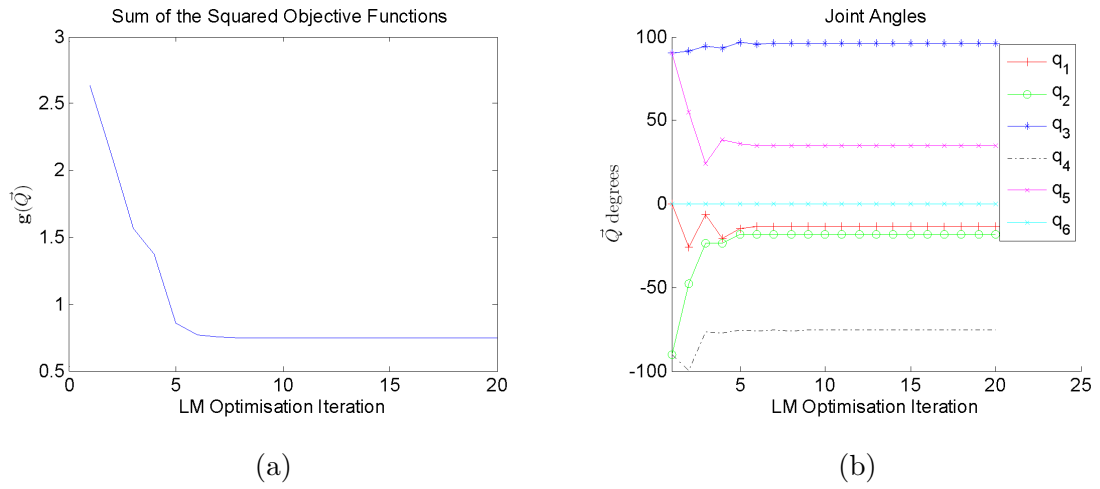 Sum of the Squared Objective Functions
3
2.5
2
1.5
1
0.5
0
5
10
15
20
g(Q⃗)
LM Optimisation Iteration
(a)
Joint Angles
100
50
0
-50
-100
5
10
15
20
25
Q⃗ degrees
LM Optimisation Iteration
q1
q2
q3
q4
q5
q6
(b)